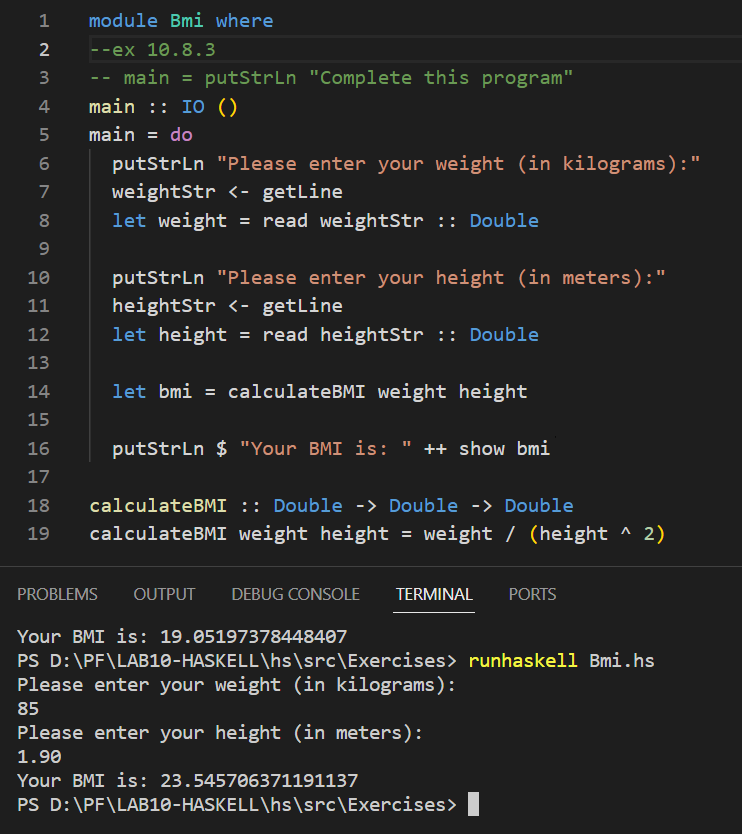 1 module Bmi where
2 --ex 10.8.3
3 -- main = putStrLn "Complete this program"
4 main :: IO ()
5 main = do
6 putStrLn "Please enter your weight (in kilograms):"
7 weightStr <- getLine
8 let weight = read weightStr :: Double
9
10 putStrLn "Please enter your height (in meters):"
11 heightStr <- getLine
12 let height = read heightStr :: Double
13
14 let bmi = calculateBMI weight height
15
16 putStrLn $ "Your BMI is: " ++ show bmi
17
18 calculateBMI :: Double -> Double -> Double
19 calculateBMI weight height = weight / (height ^ 2)
PROBLEMS OUTPUT DEBUG CONSOLE TERMINAL PORTS
Your BMI is: 19.05197378448407
PS D:\PF\LAB10-HASKELL\hs\src\Exercises> runhaskell Bmi.hs
Please enter your weight (in kilograms):
85
Please enter your height (in meters):
1.90
Your BMI is: 23.545706371191137
PS D:\PF\LAB10-HASKELL\hs\src\Exercises>